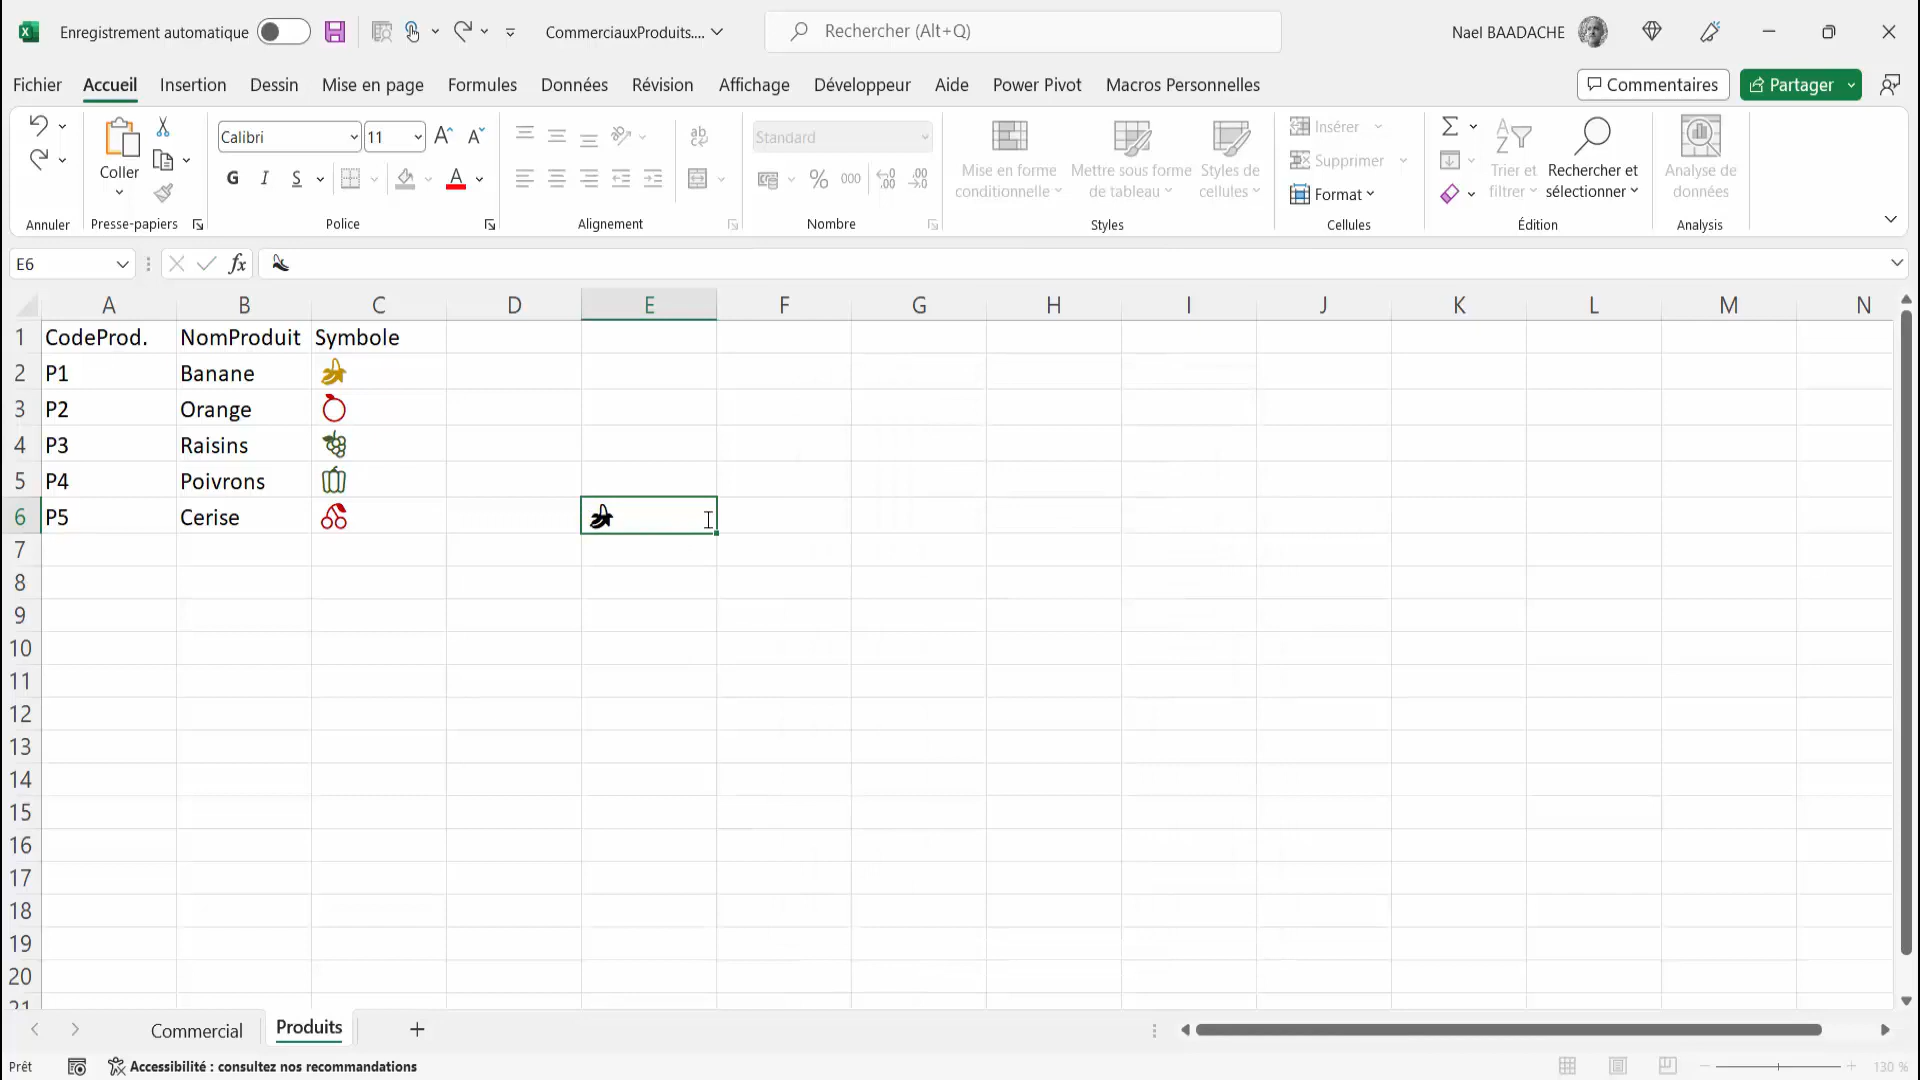 Enregistrement automatique CommerciauxProduits.... Rechercher (Alt+Q) Nael BAADACHE
Fichier Accueil Insertion Dessin Mise en page Formules Données Révision Affichage Développeur Aide Power Pivot Macros Personnelles Commentaires Partager
Calibri 11 Standard Insérer
Coller Supprimer
G I S A % 000 Format
Mise en forme conditionnelle Mettre sous forme de tableau Styles de cellules Trier et filtrer Rechercher et sélectionner Analyse de données
Annuler Presse-papiers Police Alignement Nombre Styles Cellules Édition Analysis
E6 fx
A B C D E F G H I J K L M N
1 CodeProd. NomProduit Symbole
2 P1 Banane
3 P2 Orange
4 P3 Raisins
5 P4 Poivrons
6 P5 Cerise
7
8
9
10
11
12
13
14
15
16
17
18
19
20
21
Commercial Produits
Prêt Accessibilité : consultez nos recommandations 130 %